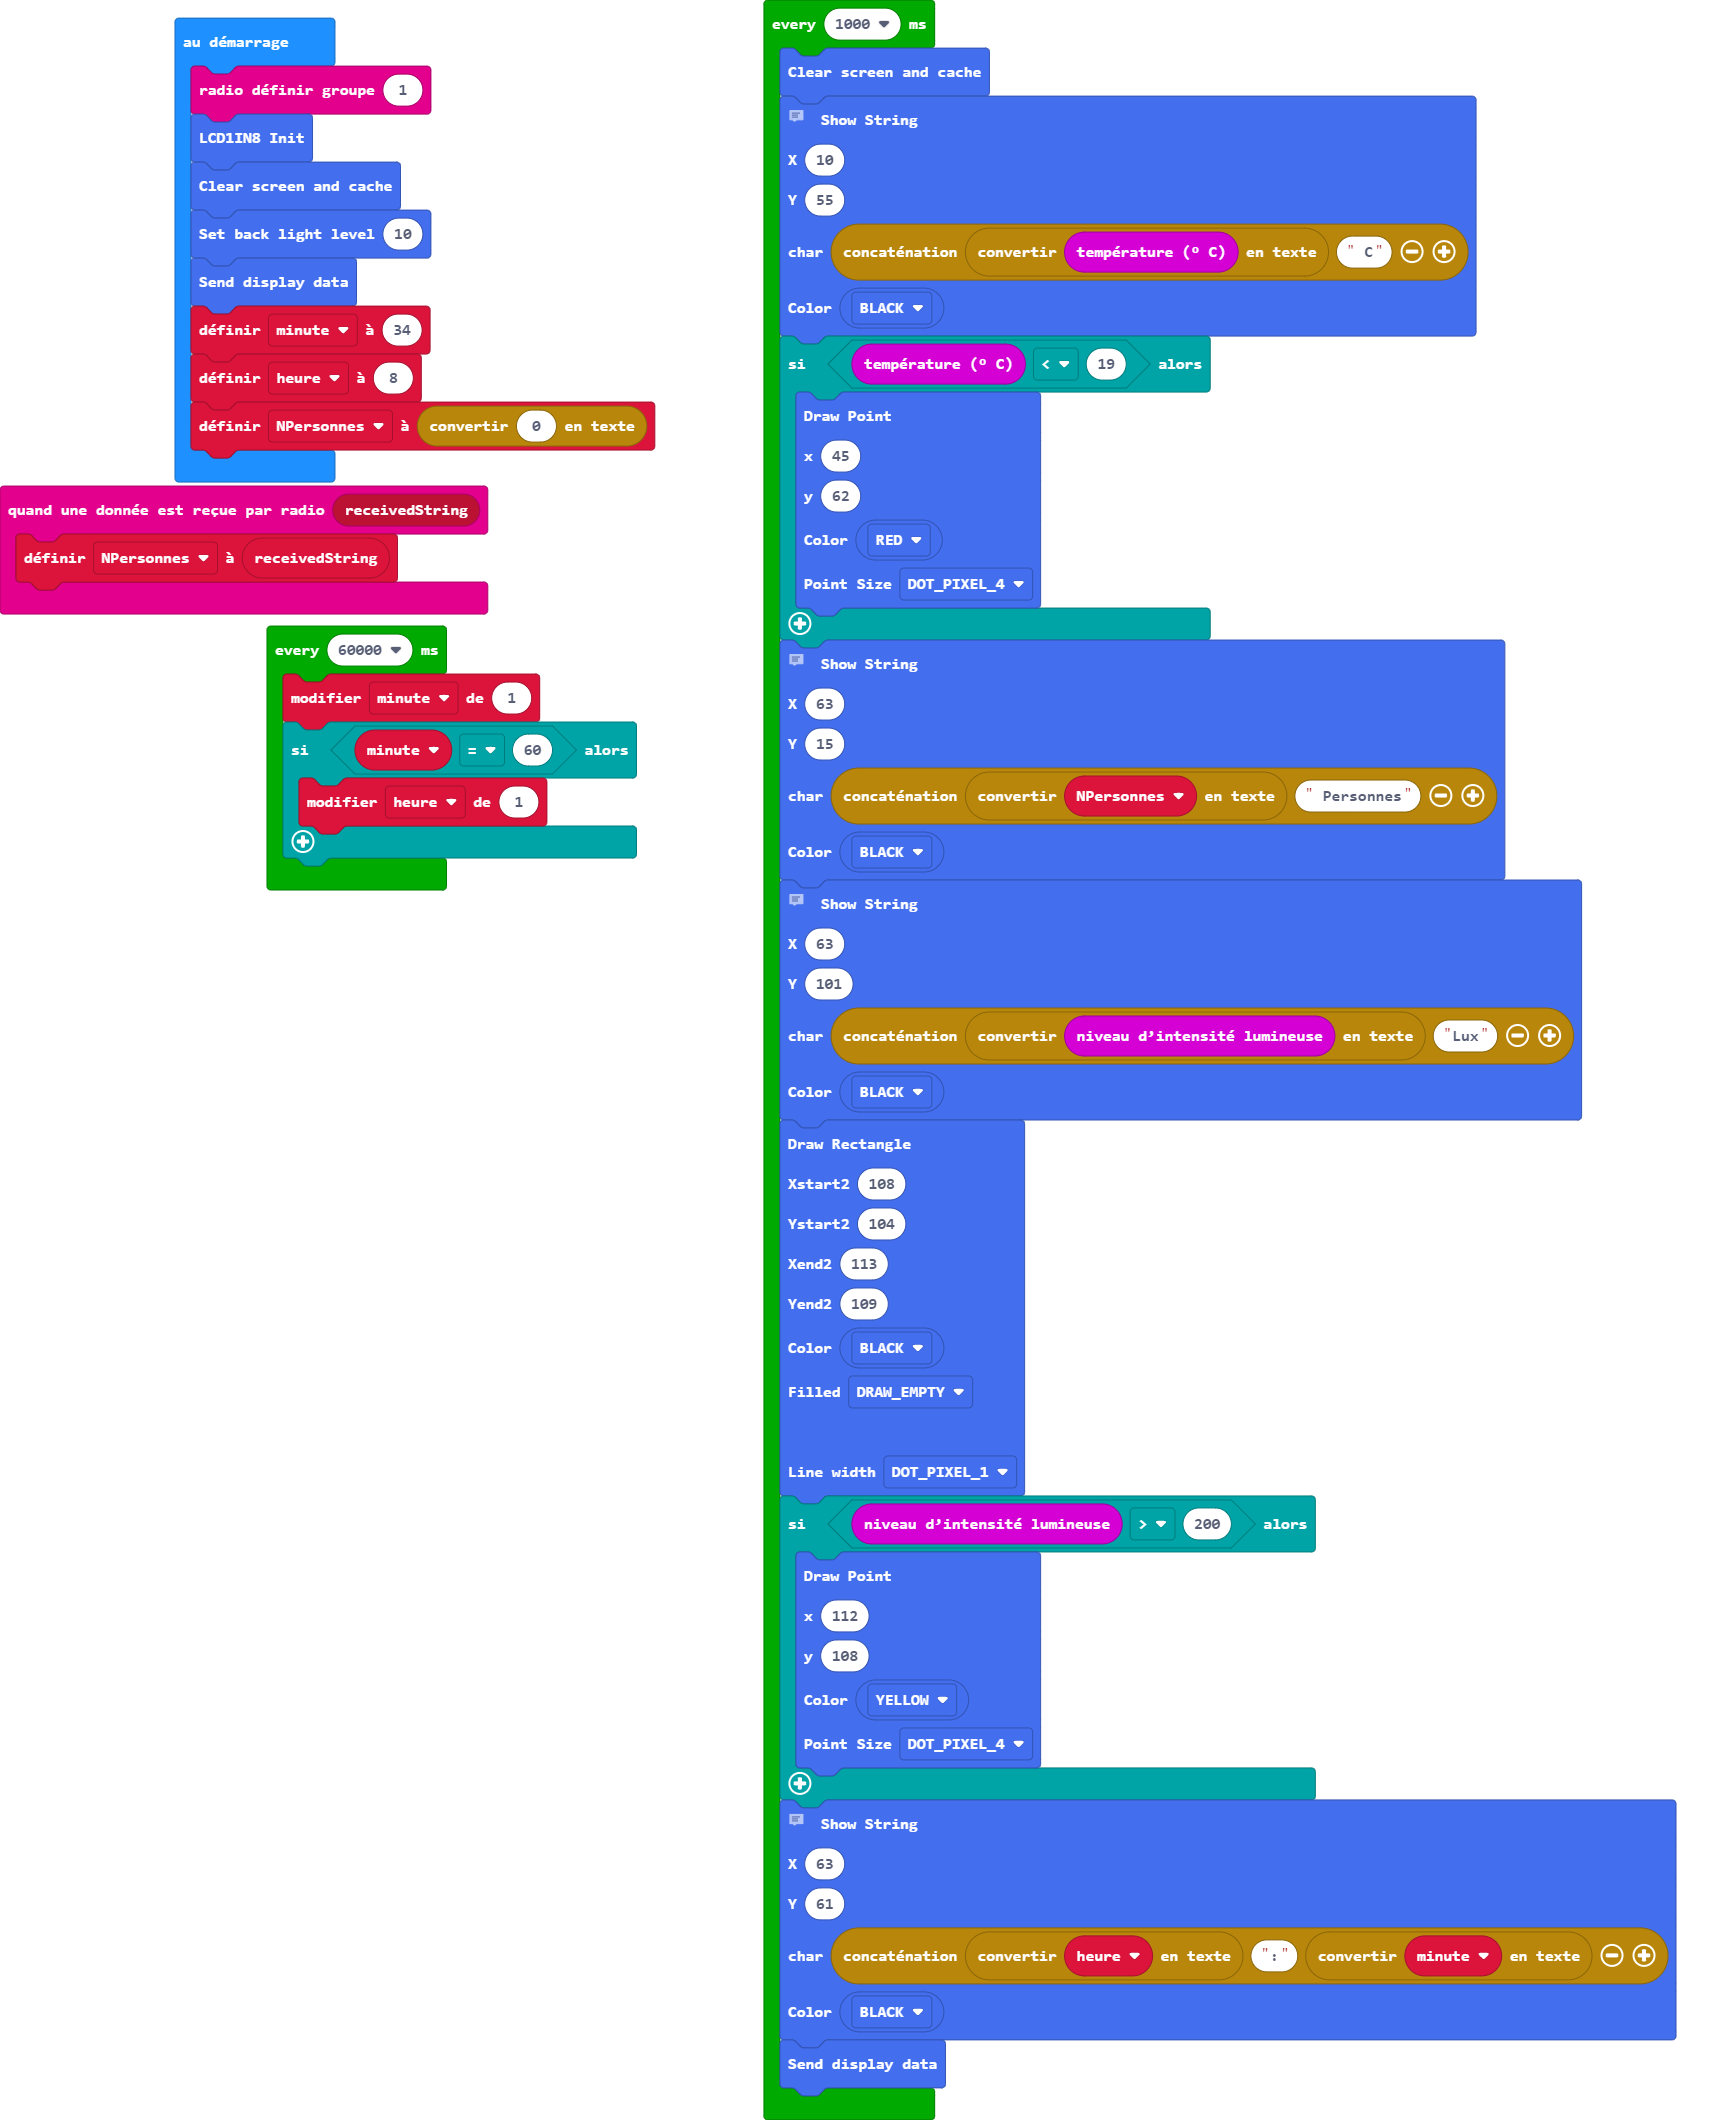 au démarrage
radio définir groupe 1
LCD1IN8 Init
Clear screen and cache
Set back light level 10
Send display data
définir minute à 34
définir heure à 8
définir NPersonnes à convertir 0 en texte
quand une donnée est reçue par radio receivedString
définir NPersonnes à receivedString
every 60000 ms
modifier minute de 1
si minute = 60 alors
modifier heure de 1
every 1000 ms
Clear screen and cache
Show String
X 10
Y 55
char concaténation convertir température (º C) en texte " C"
Color BLACK
si température (º C) < 19 alors
Draw Point
x 45
y 62
Color RED
Point Size DOT_PIXEL_4
Show String
X 63
Y 15
char concaténation convertir NPersonnes en texte " Personnes"
Color BLACK
Show String
X 63
Y 101
char concaténation convertir niveau d’intensité lumineuse en texte "Lux"
Color BLACK
Draw Rectangle
Xstart2 108
Ystart2 104
Xend2 113
Yend2 109
Color BLACK
Filled DRAW_EMPTY
Line width DOT_PIXEL_1
si niveau d’intensité lumineuse > 200 alors
Draw Point
x 112
y 108
Color YELLOW
Point Size DOT_PIXEL_4
Show String
X 63
Y 61
char concaténation convertir heure en texte ":" convertir minute en texte
Color BLACK
Send display data